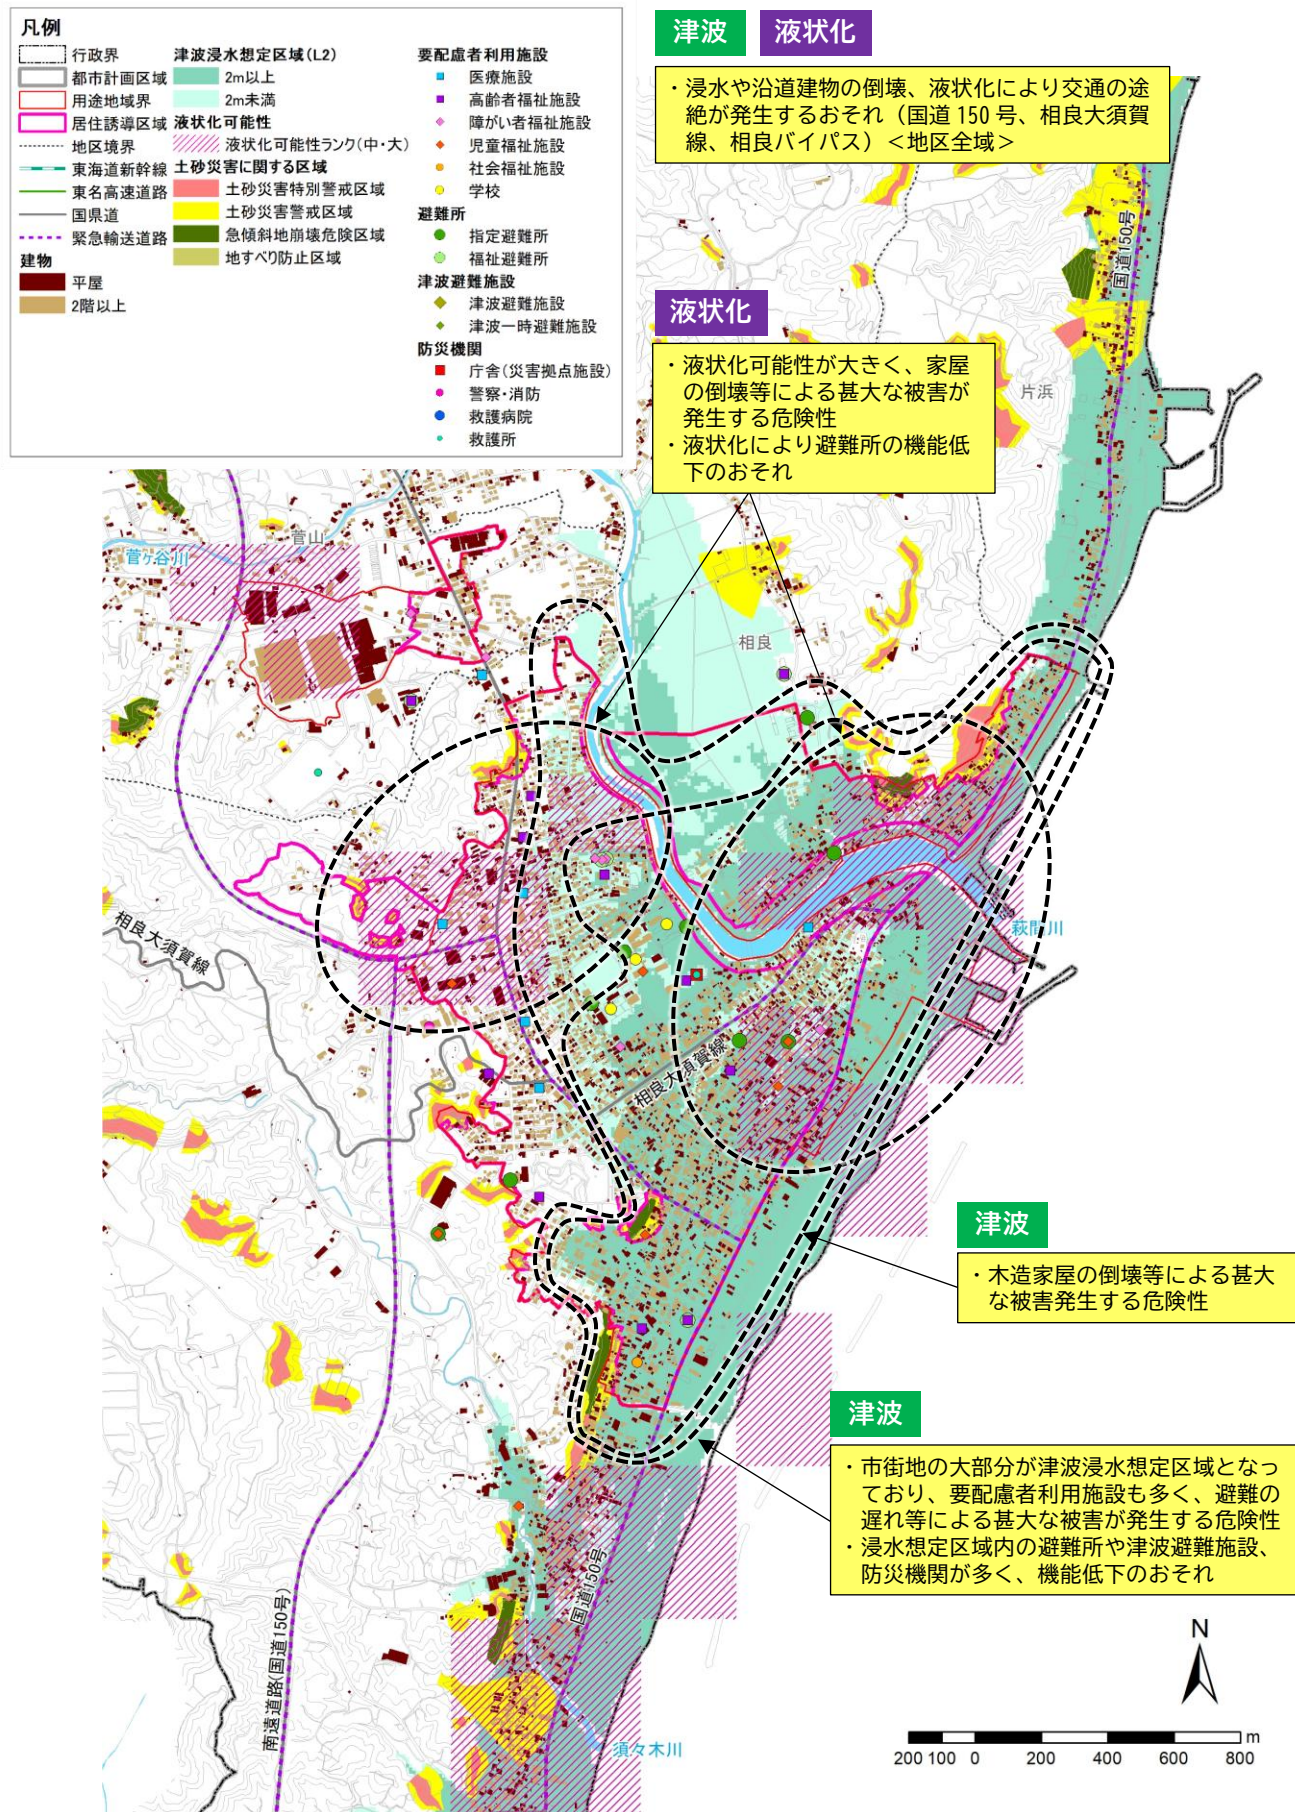 凡例
行政界
都市計画区域
用途地域界
居住誘導区域
地区境界
東海道新幹線
東名高速道路
国県道
緊急輸送道路
建物
平屋
2階以上
津波浸水想定区域(L2)
2m以上
2m未満
液状化可能性
液状化可能性ランク(中・大)
土砂災害に関する区域
土砂災害特別警戒区域
土砂災害警戒区域
急傾斜地崩壊危険区域
地すべり防止区域
要配慮者利用施設
医療施設
高齢者福祉施設
障がい者福祉施設
児童福祉施設
社会福祉施設
学校
避難所
指定避難所
福祉避難所
津波避難施設
津波避難施設
津波一時避難施設
防災機関
庁舎(災害拠点施設)
警察・消防
救護病院
救護所
津波 液状化
・浸水や沿道建物の倒壊、液状化により交通の途
絶が発生するおそれ（国道 150 号、相良大須賀
線、相良バイパス）＜地区全域＞
国道150号
液状化
・液状化可能性が大きく、家屋
の倒壊等による甚大な被害が
発生する危険性
・液状化により避難所の機能低
下のおそれ
片浜
菅山
菅ヶ谷川
相良
相良大須賀線
萩間川
相良大須賀線
津波
・木造家屋の倒壊等による甚大
な被害発生する危険性
津波
・市街地の大部分が津波浸水想定区域となっ
ており、要配慮者利用施設も多く、避難の
遅れ等による甚大な被害が発生する危険性
・浸水想定区域内の避難所や津波避難施設、
防災機関が多く、機能低下のおそれ
国道150号
南遠道路(国道150号)
須々木川
N
m
200 100 0 200 400 600 800